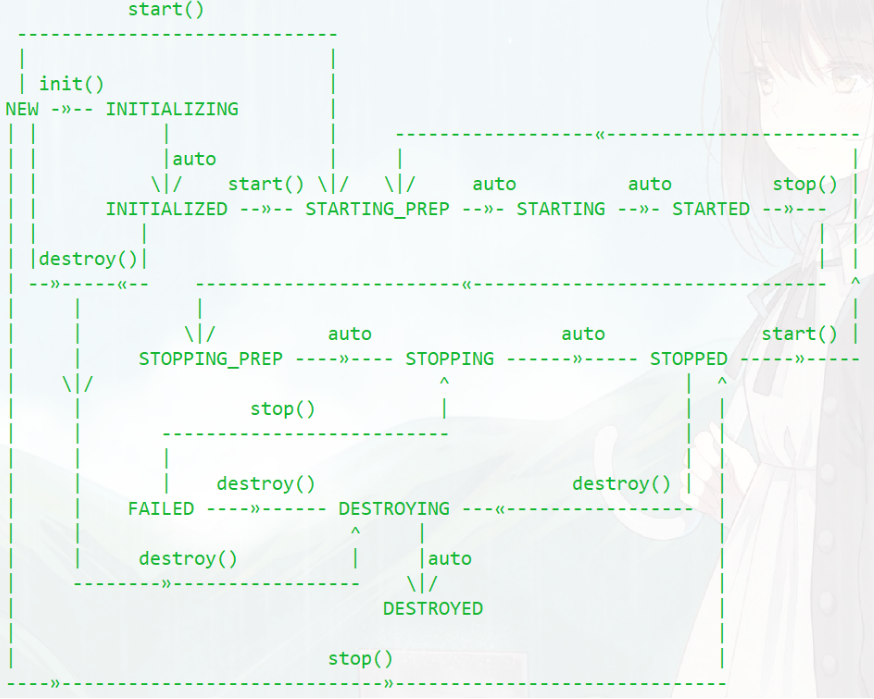 start()
-----------------------------
|                           |
| init()                    |
NEW -»-- INITIALIZING       |
| |           |             |     ------------------«-----------------------
| |           |auto         |     |                                        |
| |          \|/    start() \|/   \|/     auto          auto         stop() |
| |      INITIALIZED --»-- STARTING_PREP --»- STARTING --»- STARTED --»---  |
| |         |                                                            |  |
| |destroy()|                                                            |  |
| --»-----«--    ------------------------«--------------------------------  ^
|     |          |                                                          |
|     |         \|/          auto                 auto              start() |
|     |     STOPPING_PREP ----»---- STOPPING ------»----- STOPPED -----»-----
|    \|/                               ^                     |  ^
|     |               stop()           |                     |  |
|     |       --------------------------                     |  |
|     |       |                                              |  |
|     |       |    destroy()                       destroy() |  |
|     |    FAILED ----»------ DESTROYING ---«-----------------  |
|     |                        ^     |                          |
|     |     destroy()          |     |auto                      |
|     --------»-----------------    \|/                         |
|                                 DESTROYED                     |
|                                                               |
|                            stop()                             |
----»-----------------------------»------------------------------